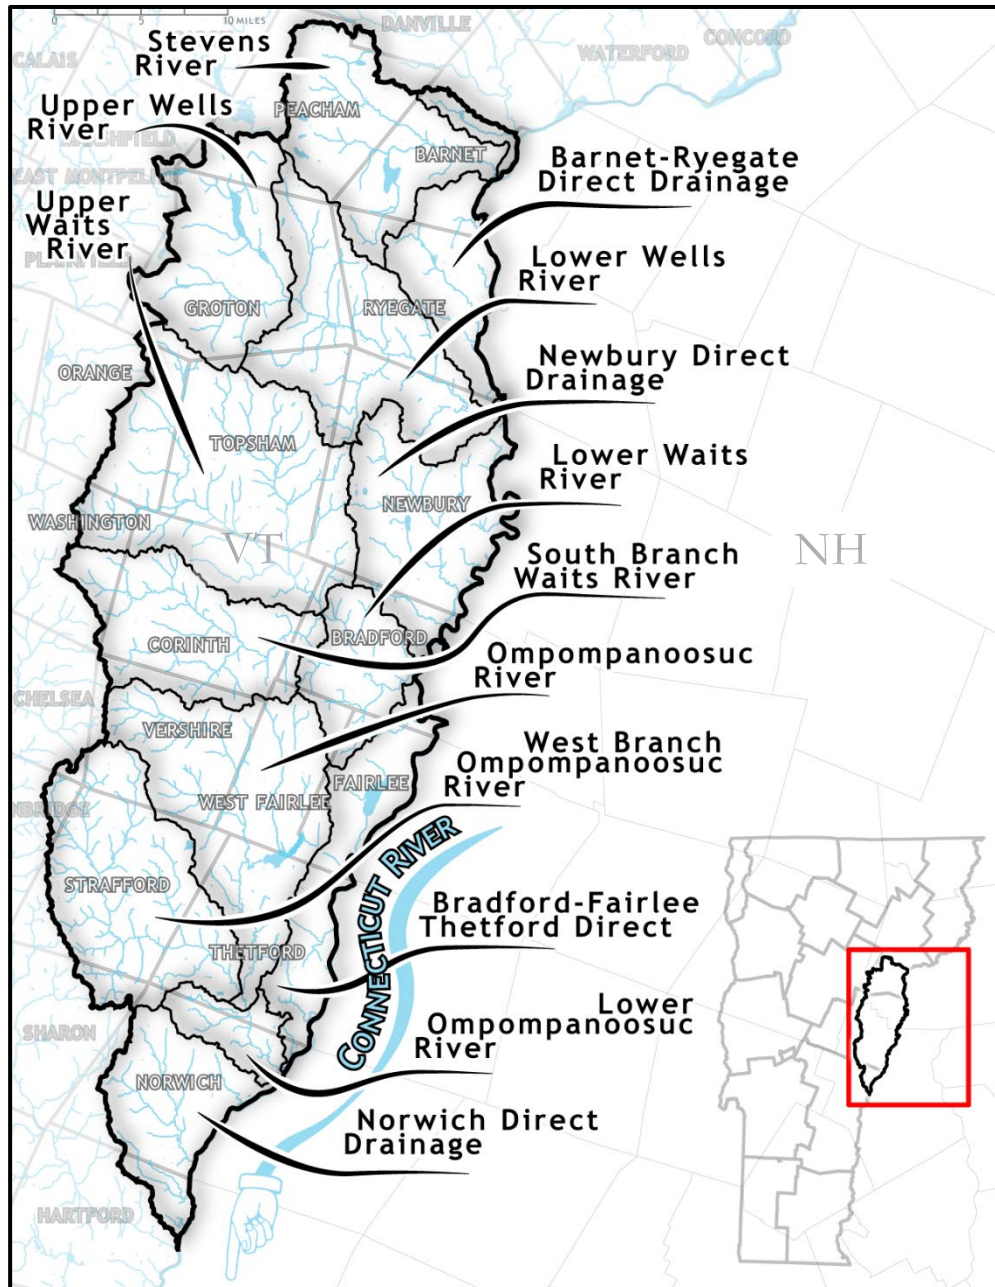 0 5 10 MILES
DANVILLE
CONCORD
WATERFORD
CALAIS
Stevens
River
Upper Wells
River
PEACHAM
BARNET
EAST MONTPELIER
Barnet-Ryegate
Direct Drainage
Upper
Waits
River
PLAINFIELD
Lower Wells
River
GROTON
RYEGATE
ORANGE
Newbury Direct
Drainage
TOPSHAM
Lower Waits
River
NEWBURY
WASHINGTON
VT
NH
South Branch
Waits River
CORINTH
BRADFORD
Ompompanoosuc
River
CHELSEA
VERSHIRE
West Branch
Ompompanoosuc
River
FAIRLEE
WEST FAIRLEE
CONNECTICUT RIVER
STRAFFORD
Bradford-Fairlee
Thetford Direct
THETFORD
Lower
Ompompanoosuc
River
SHARON
NORWICH
Norwich Direct
Drainage
HARTFORD